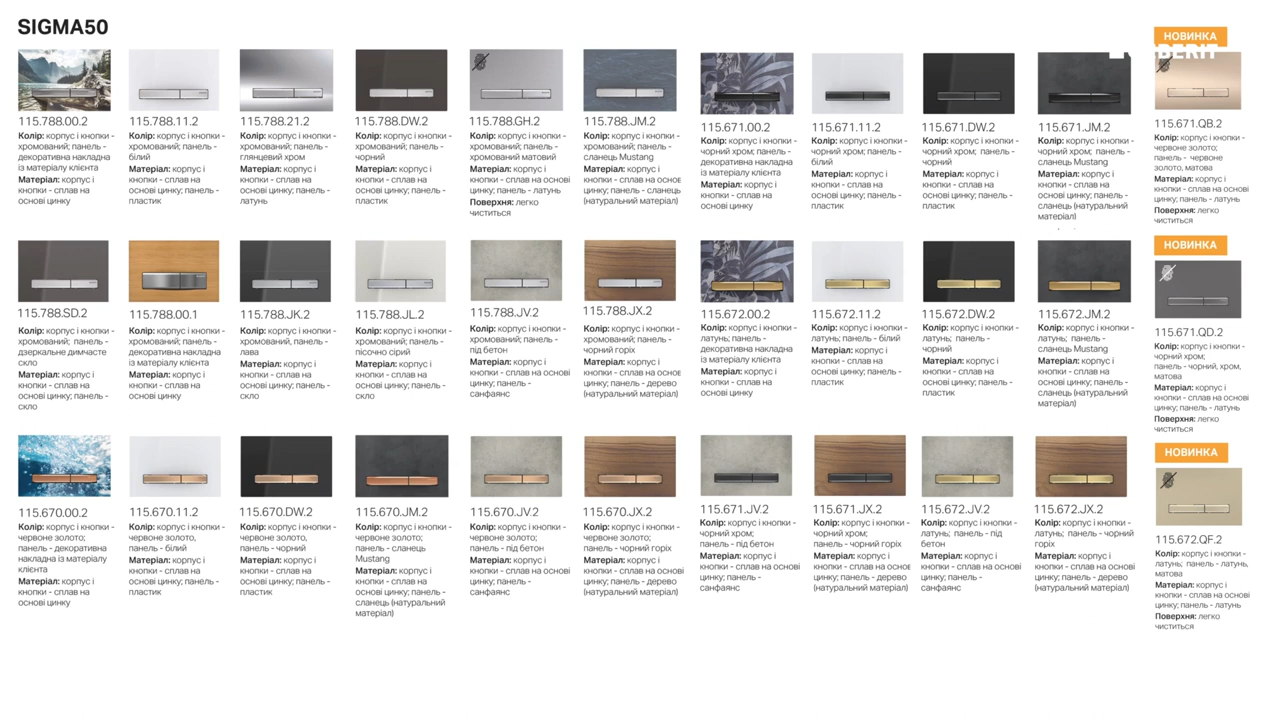 SIGMA50
115.788.00.2
Колір: корпус і кнопки -
хромований; панель -
декоративна накладна
із матеріалу клієнта
Матеріал: корпус і
кнопки - сплав на
основі цинку
115.788.11.2
Колір: корпус і кнопки -
хромований; панель -
білий
Матеріал: корпус і
кнопки - сплав на
основі цинку; панель -
пластик
115.788.21.2
Колір: корпус і кнопки -
хромований; панель -
глянцевий хром
Матеріал: корпус і
кнопки - сплав на
основі цинку; панель -
латунь
115.788.DW.2
Колір: корпус і кнопки -
хромований; панель -
чорний
Матеріал: корпус і
кнопки - сплав на
основі цинку; панель -
пластик
115.788.GH.2
Колір: корпус і кнопки -
хромований; панель -
хромований матовий
Матеріал: корпус і
кнопки - сплав на основі
цинку; панель - латунь
Поверхня: легко
чиститься
115.788.JM.2
Колір: корпус і кнопки -
хромований; панель -
сланець Mustang
Матеріал: корпус і
кнопки - сплав на основі
цинку; панель - сланець
(натуральний матеріал)
115.671.00.2
Колір: корпус і кнопки -
чорний хром; панель -
декоративна накладна
із матеріалу клієнта
Матеріал: корпус і
кнопки - сплав на
основі цинку
115.671.11.2
Колір: корпус і кнопки -
чорний хром; панель -
білий
Матеріал: корпус і
кнопки - сплав на
основі цинку; панель -
пластик
115.671.DW.2
Колір: корпус і кнопки -
чорний хром; панель -
чорний
Матеріал: корпус і
кнопки - сплав на
основі цинку; панель -
пластик
115.671.JM.2
Колір: корпус і кнопки -
чорний хром; панель -
сланець Mustang
Матеріал: корпус і
кнопки - сплав на
основі цинку; панель -
сланець (натуральний
матеріал)
НОВИНКА
115.671.QB.2
Колір: корпус і кнопки -
червоне золото;
панель - червоне
золото, матова
Матеріал: корпус і
кнопки - сплав на основі
цинку; панель - латунь
Поверхня: легко
чиститься
115.788.SD.2
Колір: корпус і кнопки -
хромований; панель -
дзеркальне димчасте
скло
Матеріал: корпус і
кнопки - сплав на
основі цинку; панель -
скло
115.788.00.1
Колір: корпус і кнопки -
хромований; панель -
декоративна накладна
із матеріалу клієнта
Матеріал: корпус і
кнопки - сплав на
основі цинку
115.788.JK.2
Колір: корпус і кнопки -
хромований; панель -
лава
Матеріал: корпус і
кнопки - сплав на
основі цинку; панель -
скло
115.788.JL.2
Колір: корпус і кнопки -
хромований; панель -
пісочно сірий
Матеріал: корпус і
кнопки - сплав на
основі цинку; панель -
скло
115.788.JV.2
Колір: корпус і кнопки -
хромований; панель -
під бетон
Матеріал: корпус і
кнопки - сплав на основі
цинку; панель -
санфаянс
115.788.JX.2
Колір: корпус і кнопки -
хромований; панель -
чорний горіх
Матеріал: корпус і
кнопки - сплав на основі
цинку; панель - дерево
(натуральний матеріал)
115.672.00.2
Колір: корпус і кнопки -
латунь; панель -
декоративна накладна
із матеріалу клієнта
Матеріал: корпус і
кнопки - сплав на
основі цинку
115.672.11.2
Колір: корпус і кнопки -
латунь; панель - білий
Матеріал: корпус і
кнопки - сплав на
основі цинку; панель -
пластик
115.672.DW.2
Колір: корпус і кнопки -
латунь; панель -
чорний
Матеріал: корпус і
кнопки - сплав на
основі цинку; панель -
пластик
115.672.JM.2
Колір: корпус і кнопки -
латунь; панель -
сланець Mustang
Матеріал: корпус і
кнопки - сплав на
основі цинку; панель -
сланець (натуральний
матеріал)
НОВИНКА
115.671.QD.2
Колір: корпус і кнопки -
чорний хром;
панель - чорний, хром,
матова
Матеріал: корпус і
кнопки - сплав на основі
цинку; панель - латунь
Поверхня: легко
чиститься
115.670.00.2
Колір: корпус і кнопки -
червоне золото;
панель - декоративна
накладна із матеріалу
клієнта
Матеріал: корпус і
кнопки - сплав на
основі цинку
115.670.11.2
Колір: корпус і кнопки -
червоне золото,
панель - білий
Матеріал: корпус і
кнопки - сплав на
основі цинку; панель -
пластик
115.670.DW.2
Колір: корпус і кнопки -
червоне золото,
панель - чорний
Матеріал: корпус і
кнопки - сплав на
основі цинку; панель -
пластик
115.670.JM.2
Колір: корпус і кнопки -
червоне золото;
панель - сланець
Mustang
Матеріал: корпус і
кнопки - сплав на
основі цинку; панель -
сланець (натуральний
матеріал)
115.670.JV.2
Колір: корпус і кнопки -
червоне золото;
панель - під бетон
Матеріал: корпус і
кнопки - сплав на основі
цинку; панель -
санфаянс
115.670.JX.2
Колір: корпус і кнопки -
червоне золото;
панель - чорний горіх
Матеріал: корпус і
кнопки - сплав на основі
цинку; панель - дерево
(натуральний матеріал)
115.671.JV.2
Колір: корпус і кнопки -
чорний хром;
панель - під бетон
Матеріал: корпус і
кнопки - сплав на основі
цинку; панель -
санфаянс
115.671.JX.2
Колір: корпус і кнопки -
чорний хром;
панель - чорний горіх
Матеріал: корпус і
кнопки - сплав на основі
цинку; панель - дерево
(натуральний матеріал)
115.672.JV.2
Колір: корпус і кнопки -
латунь; панель - під
бетон
Матеріал: корпус і
кнопки - сплав на основі
цинку; панель -
санфаянс
115.672.JX.2
Колір: корпус і кнопки -
латунь; панель - чорний
горіх
Матеріал: корпус і
кнопки - сплав на основі
цинку; панель - дерево
(натуральний матеріал)
НОВИНКА
115.672.QF.2
Колір: корпус і кнопки -
латунь; панель - латунь,
матова
Матеріал: корпус і
кнопки - сплав на основі
цинку; панель - латунь
Поверхня: легко
чиститься